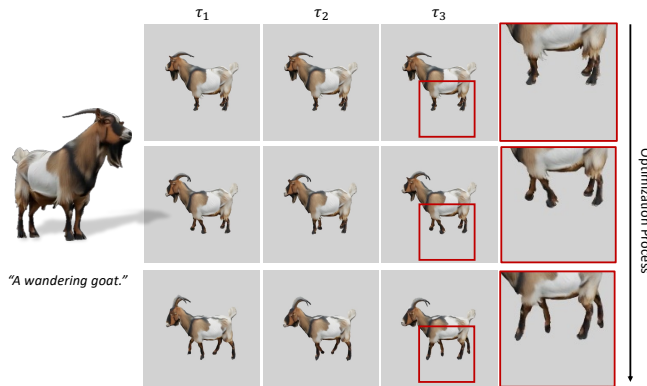 τ₁ τ₂ τ₃
"A wandering goat."
Optimization Process